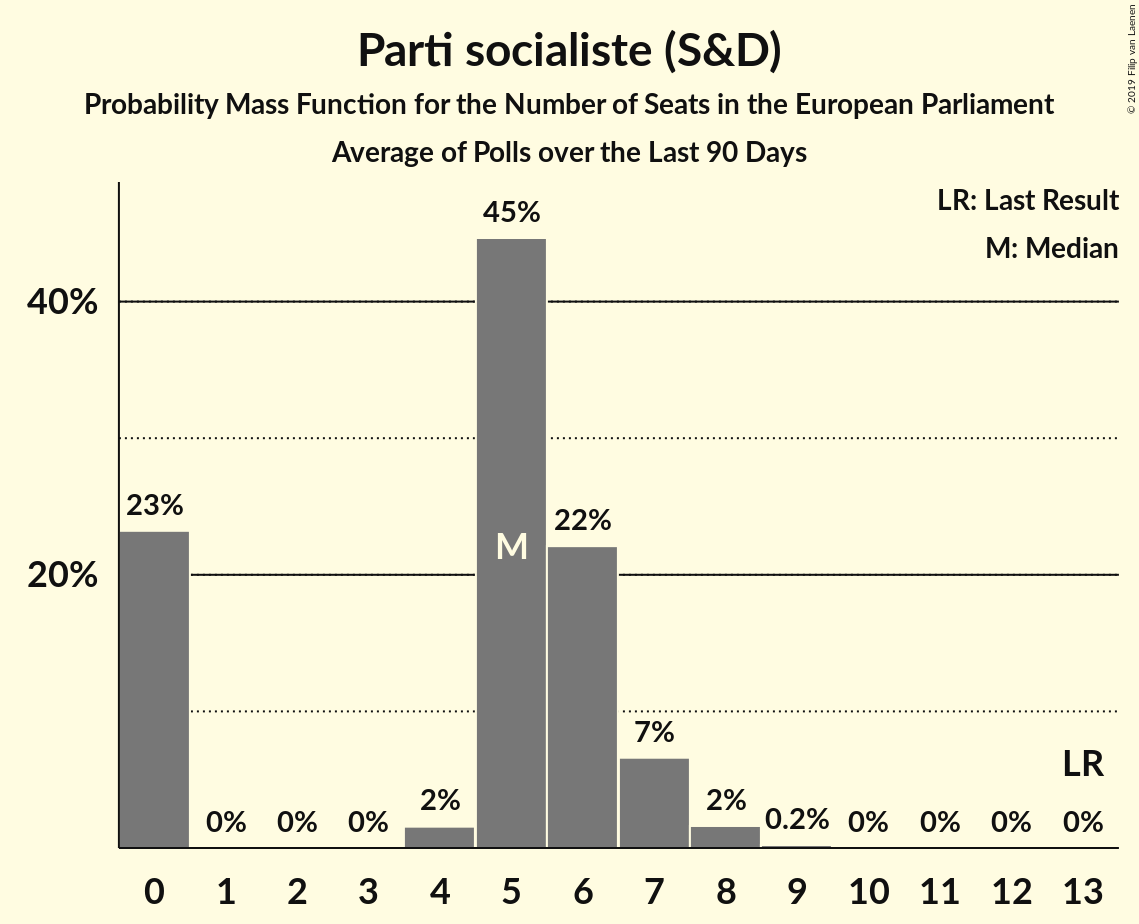 Parti socialiste (S&D)
Probability Mass Function for the Number of Seats in the European Parliament
Average of Polls over the Last 90 Days
© 2019 Filip van Laenen
LR: Last Result
M: Median
45%
40%
23%
M
22%
20%
7%
LR
2%
2%
0% 0% 0% 0.2% 0% 0% 0% 0%
0 1 2 3 4 5 6 7 8 9 10 11 12 13